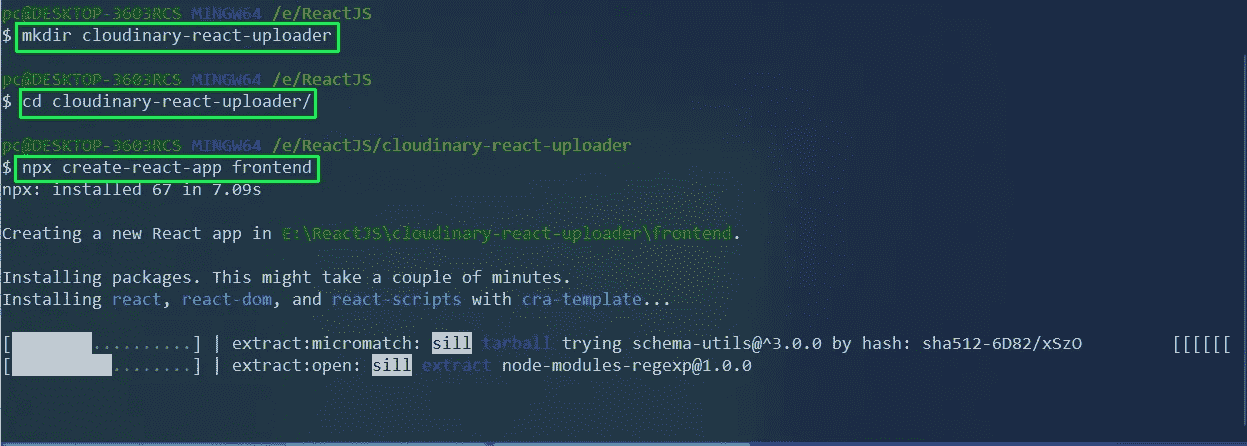 pc@DESKTOP-3603RCS MINGW64 /e/ReactJS
$ mkdir cloudinary-react-uploader
pc@DESKTOP-3603RCS MINGW64 /e/ReactJS
$ cd cloudinary-react-uploader/
pc@DESKTOP-3603RCS MINGW64 /e/ReactJS/cloudinary-react-uploader
$ npx create-react-app frontend
npx: installed 67 in 7.09s
Creating a new React app in E:\ReactJS\cloudinary-react-uploader\frontend.
Installing packages. This might take a couple of minutes.
Installing react, react-dom, and react-scripts with cra-template...
[        ..........] | extract:micromatch: sill tarball trying schema-utils@^3.0.0 by hash: sha512-6D82/xSzO [[[[[[
[          ........] | extract:open: sill extract node-modules-regexp@1.0.0